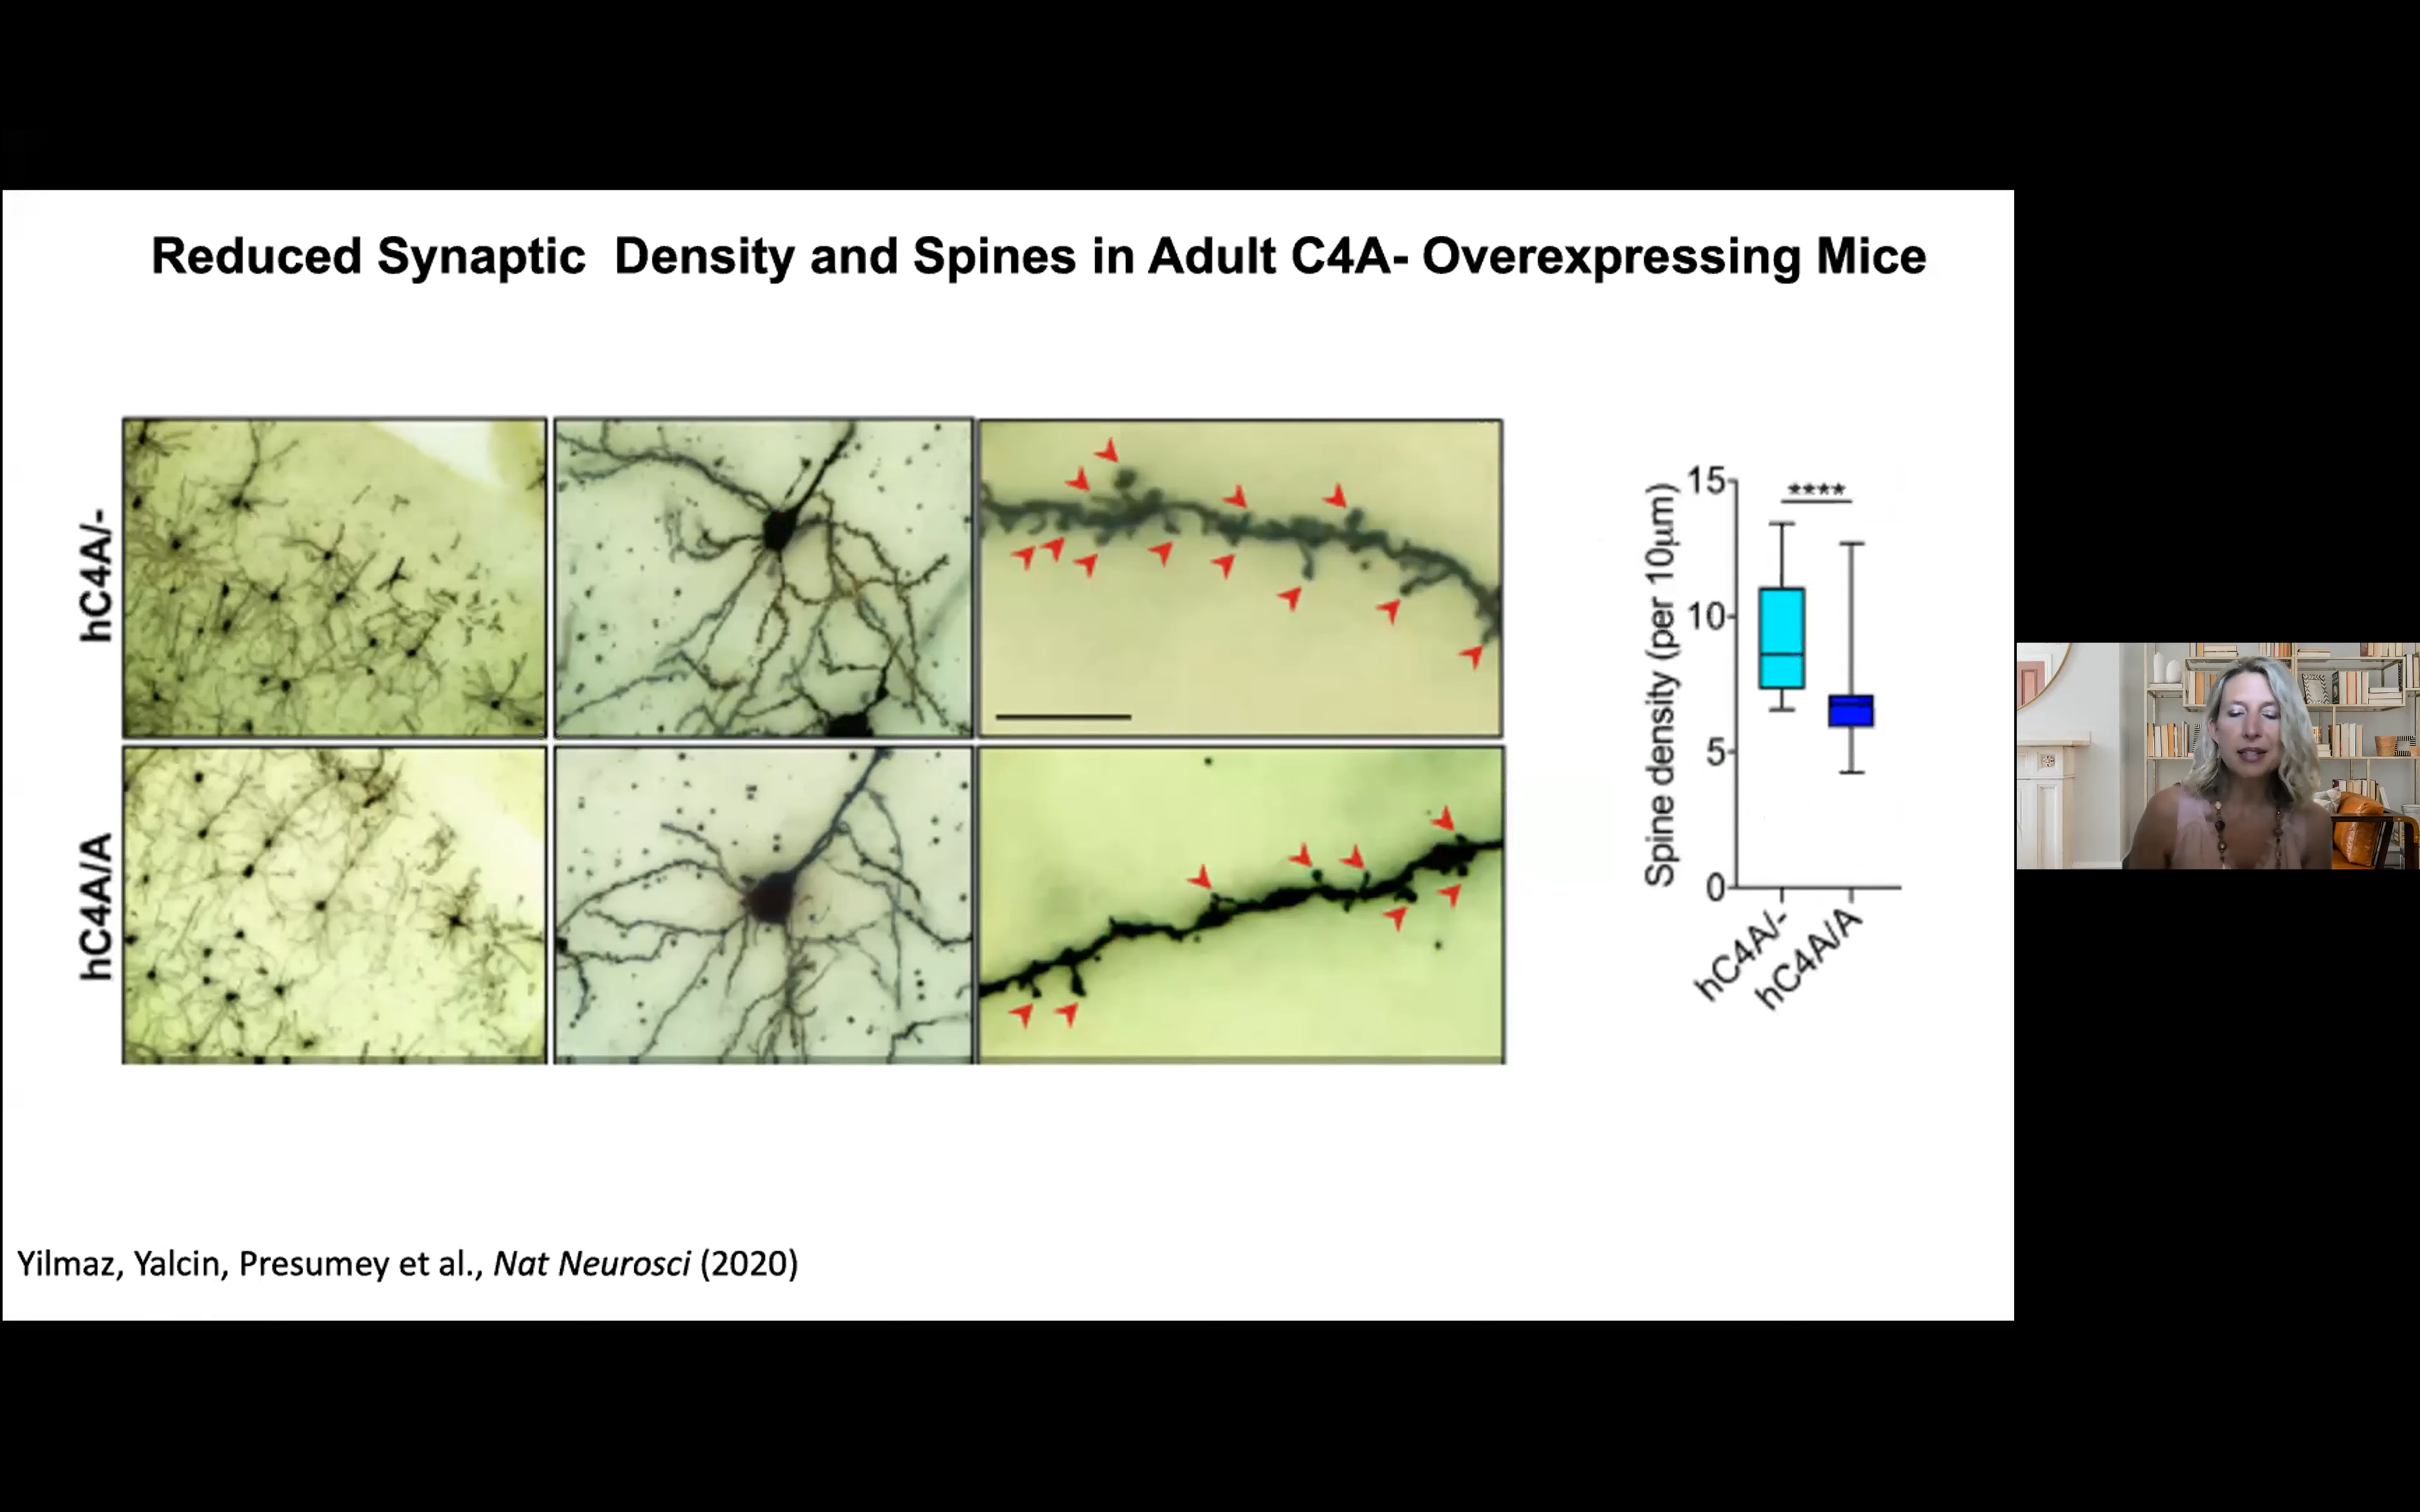 Reduced Synaptic  Density and Spines in Adult C4A- Overexpressing Mice
hC4A/-
hC4A/A
Spine density (per 10µm)
15
10
5
0
****
hC4A/-
hC4A/A
Yilmaz, Yalcin, Presumey et al., Nat Neurosci (2020)